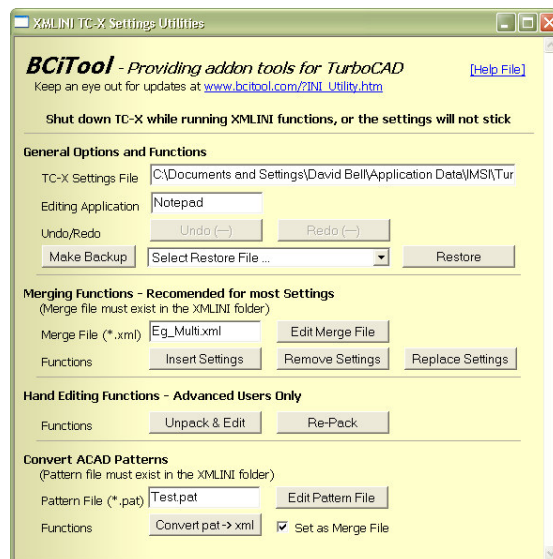 XMLINI TC-X Settings Utilities
BCiTool - Providing addon tools for TurboCAD [Help File]
Keep an eye out for updates at www.bcitool.com/?INI_Utility.htm
Shut down TC-X while running XMLINI functions, or the settings will not stick
General Options and Functions
TC-X Settings File C:\Documents and Settings\David Bell\Application Data\IMSI\Tur
Editing Application Notepad
Undo/Redo Undo (---) Redo (---)
Make Backup Select Restore File ... Restore
Merging Functions - Recomended for most Settings
(Merge file must exist in the XMLINI folder)
Merge File (*.xml) Eg_Multi.xml Edit Merge File
Functions Insert Settings Remove Settings Replace Settings
Hand Editing Functions - Advanced Users Only
Functions Unpack & Edit Re-Pack
Convert ACAD Patterns
(Pattern file must exist in the XMLINI folder)
Pattern File (*.pat) Test.pat Edit Pattern File
Functions Convert pat-> xml Set as Merge File